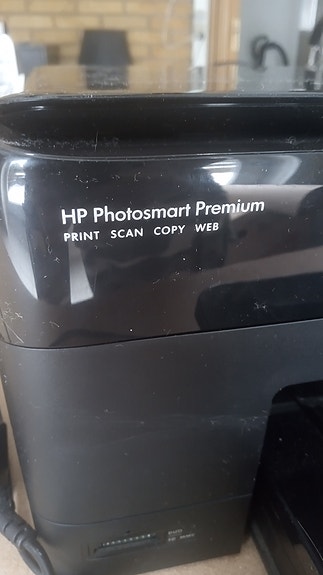 HP Photosmart Premium
PRINT SCAN COPY WEB